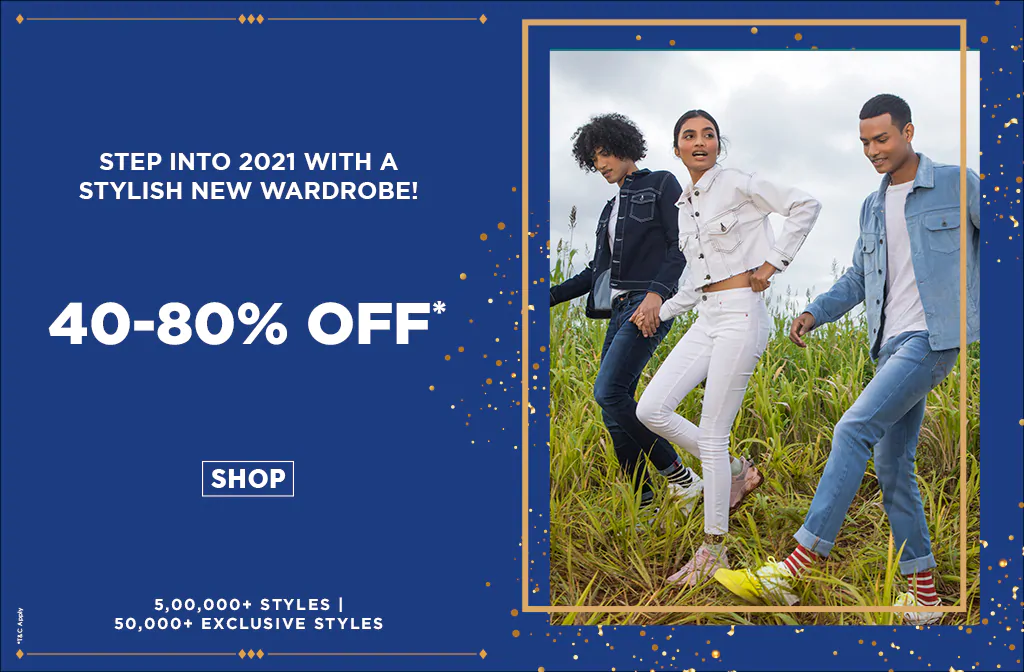 STEP INTO 2021 WITH A
STYLISH NEW WARDROBE!
40-80% OFF*
SHOP
5,00,000+ STYLES |
50,000+ EXCLUSIVE STYLES
*T&C Apply